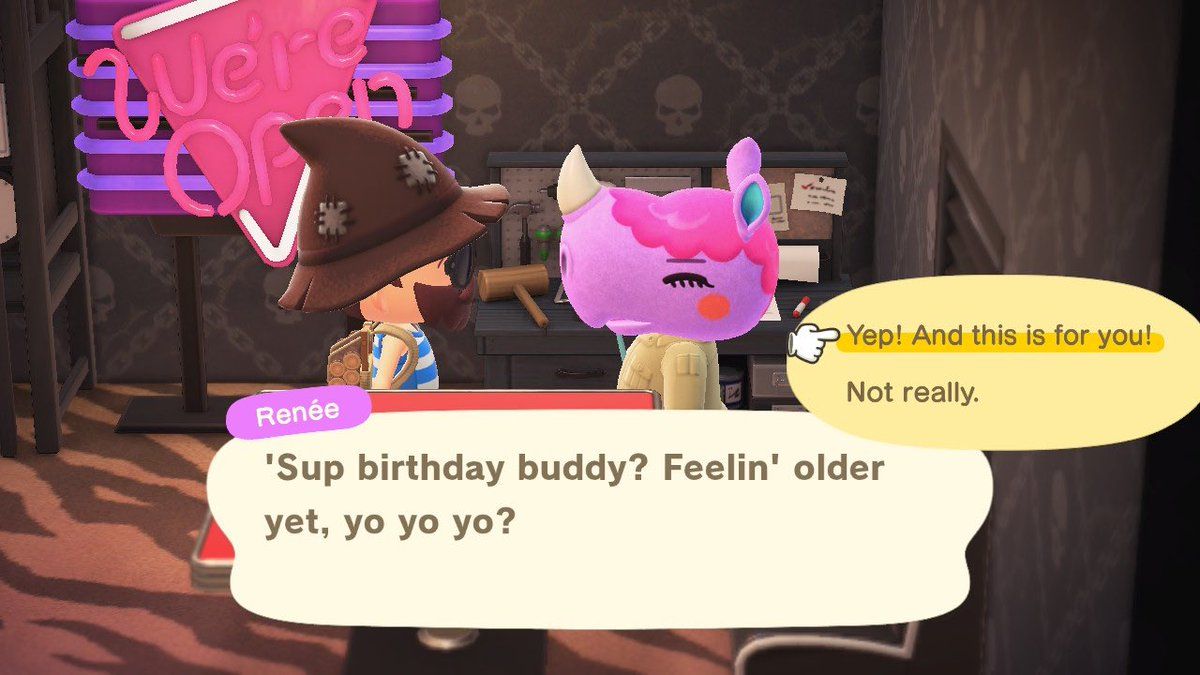 We're
Open
Renée
'Sup birthday buddy? Feelin' older
yet, yo yo yo?
Yep! And this is for you!
Not really.